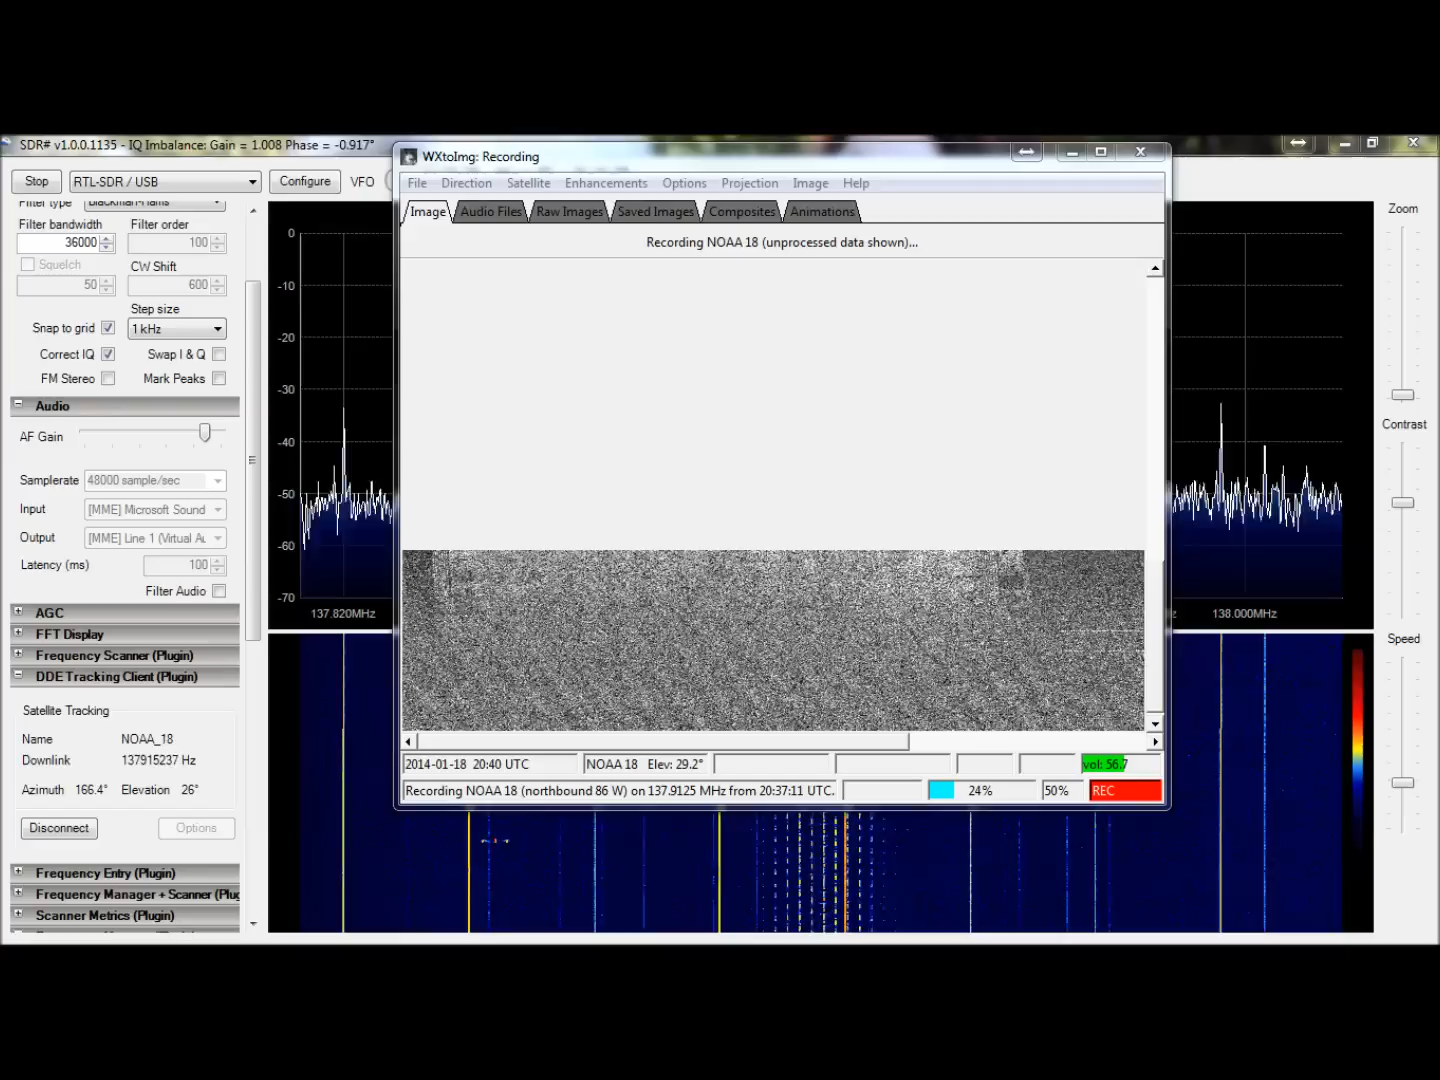 SDR# v1.0.0.1135 - IQ Imbalance: Gain = 1.008 Phase = -0.917°
Stop
RTL-SDR / USB
Configure
VFO
Filter type
Blackman-Harris
Filter bandwidth
Filter order
36000
100
Squelch
CW Shift
50
600
Step size
Snap to grid
1 kHz
Correct IQ
Swap I & Q
FM Stereo
Mark Peaks
Audio
AF Gain
Samplerate
48000 sample/sec
Input
[MME] Microsoft Sound
Output
[MME] Line 1 (Virtual Au
Latency (ms)
100
Filter Audio
AGC
FFT Display
Frequency Scanner (Plugin)
DDE Tracking Client (Plugin)
Satellite Tracking
Name NOAA_18
Downlink 137915237 Hz
Azimuth 166.4° Elevation 26°
Disconnect
Options
Frequency Entry (Plugin)
Frequency Manager + Scanner (Plug
Scanner Metrics (Plugin)
0
-10
-20
-30
-40
-50
-60
-70
137.820MHz
138.000MHz
WXtoImg: Recording
File Direction Satellite Enhancements Options Projection Image Help
Image Audio Files Raw Images Saved Images Composites Animations
Recording NOAA 18 (unprocessed data shown)...
2014-01-18 20:40 UTC
NOAA 18 Elev: 29.2°
vol: 56.7
Recording NOAA 18 (northbound 86 W) on 137.9125 MHz from 20:37:11 UTC.
24%
50%
REC
Zoom
Contrast
Speed